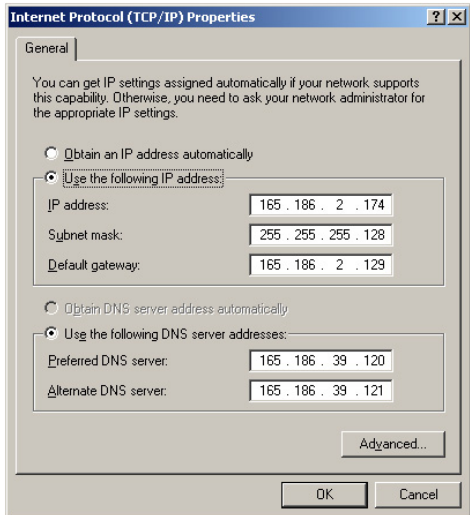 Internet Protocol (TCP/IP) Properties
General
You can get IP settings assigned automatically if your network supports
this capability. Otherwise, you need to ask your network administrator for
the appropriate IP settings.
Obtain an IP address automatically
Use the following IP address:
IP address: 165 . 186 . 2 . 174
Subnet mask: 255 . 255 . 255 . 128
Default gateway: 165 . 186 . 2 . 129
Obtain DNS server address automatically
Use the following DNS server addresses:
Preferred DNS server: 165 . 186 . 39 . 120
Alternate DNS server: 165 . 186 . 39 . 121
Advanced...
OK Cancel